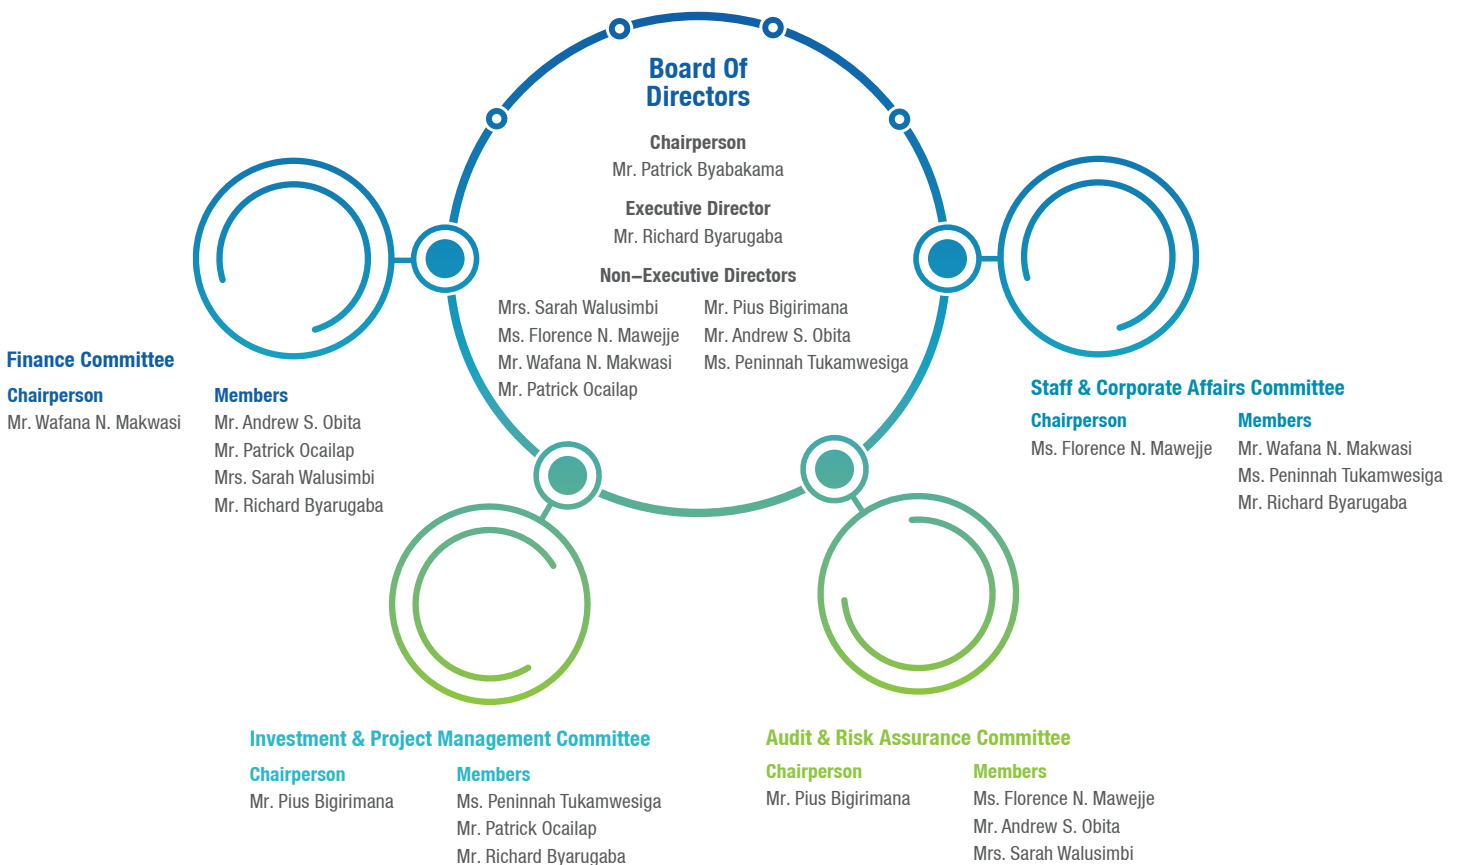 Board Of
Directors
Chairperson
Mr. Patrick Byabakama
Executive Director
Mr. Richard Byarugaba
Non–Executive Directors
Mrs. Sarah Walusimbi
Ms. Florence N. Mawejje
Mr. Wafana N. Makwasi
Mr. Patrick Ocailap
Mr. Pius Bigirimana
Mr. Andrew S. Obita
Ms. Peninnah Tukamwesiga
Finance Committee
Chairperson
Mr. Wafana N. Makwasi
Members
Mr. Andrew S. Obita
Mr. Patrick Ocailap
Mrs. Sarah Walusimbi
Mr. Richard Byarugaba
Staff & Corporate Affairs Committee
Chairperson
Ms. Florence N. Mawejje
Members
Mr. Wafana N. Makwasi
Ms. Peninnah Tukamwesiga
Mr. Richard Byarugaba
Investment & Project Management Committee
Chairperson
Mr. Pius Bigirimana
Members
Ms. Peninnah Tukamwesiga
Mr. Patrick Ocailap
Mr. Richard Byarugaba
Audit & Risk Assurance Committee
Chairperson
Mr. Pius Bigirimana
Members
Ms. Florence N. Mawejje
Mr. Andrew S. Obita
Mrs. Sarah Walusimbi